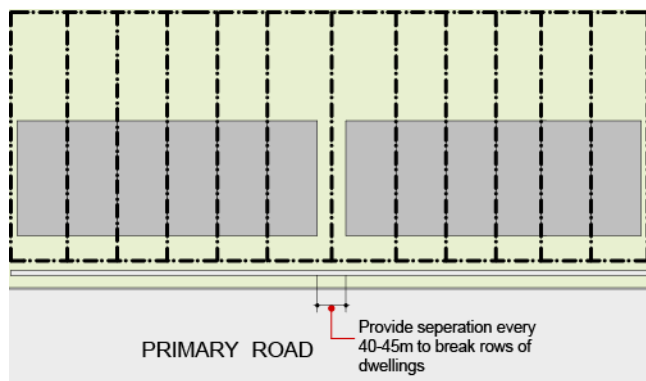 Provide seperation every
40-45m to break rows of
dwellings
PRIMARY ROAD